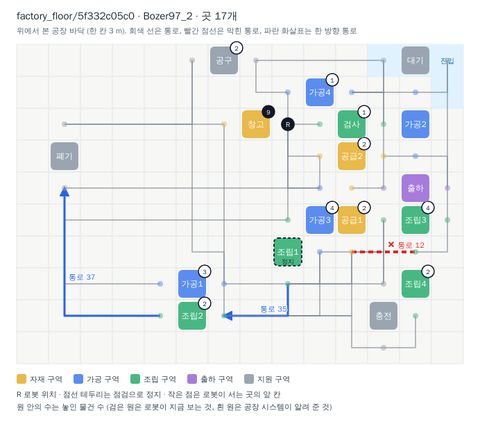 factory_floor/5f332c05c0 · Bozer97_2 · 곳 17개
위에서 본 공장 바닥 (한 칸 3 m). 회색 선은 통로, 빨간 점선은 막힌 통로, 파란 화살표는 한 방향 통로
공구 2
대기
진입
가공4 1
창고 9
R
검사 1
가공2
공급2 2
폐기
출하
가공3 4
공급1 2
조립3 4
✕ 통로 12
조립1
정지
통로 37
가공1 3
조립4 2
조립2 2
통로 35
충전
자재 구역
가공 구역
조립 구역
출하 구역
지원 구역
R 로봇 위치 · 점선 테두리는 점검으로 정지 · 작은 점은 로봇이 서는 곳의 앞 칸
원 안의 수는 놓인 물건 수 (검은 원은 로봇이 지금 보는 것, 흰 원은 공장 시스템이 알려 준 것)